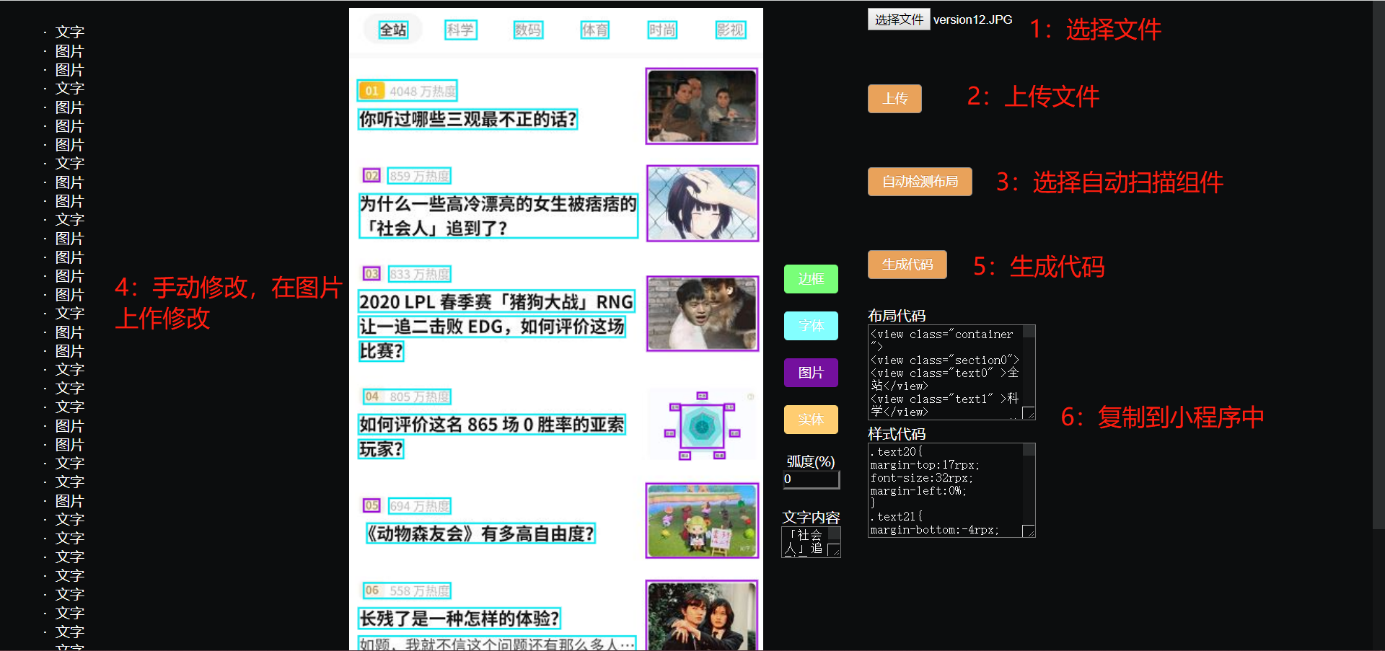 · 文字
· 图片
· 图片
· 文字
· 图片
· 图片
· 图片
· 文字
· 图片
· 图片
· 文字
· 图片
· 图片
· 图片
· 图片
· 文字
· 图片
· 图片
· 文字
· 文字
· 文字
· 图片
· 图片
· 文字
· 文字
· 图片
· 文字
· 文字
· 文字
· 文字
· 文字
· 文字
· 文字
· 文字
4：手动修改，在图片
上作修改
全站 科学 数码 体育 时尚 影视
01 4048 万热度
你听过哪些三观最不正的话？
02 859 万热度
为什么一些高冷漂亮的女生被痞痞的
「社会人」追到了？
03 833 万热度
2020 LPL 春季赛「猪狗大战」RNG
让一追二击败 EDG，如何评价这场
比赛？
04 805 万热度
如何评价这名 865 场 0 胜率的亚索
玩家？
05 694 万热度
《动物森友会》有多高自由度？
06 558 万热度
长残了是一种怎样的体验？
如题，我就不信这个问题还有那么多人…
边框
字体
图片
实体
弧度(%)
0
文字内容
「社会
人」追
选择文件 version12.JPG
1：选择文件
上传
2：上传文件
自动检测布局
3：选择自动扫描组件
生成代码
5：生成代码
布局代码
<view class="container
">
<view class="section0">
<view class="text0" >全
站</view>
<view class="text1" >科
学</view>
6：复制到小程序中
样式代码
.text20{
margin-top:17rpx;
font-size:32rpx;
margin-left:0%;
}
.text21{
margin-bottom:-4rpx;